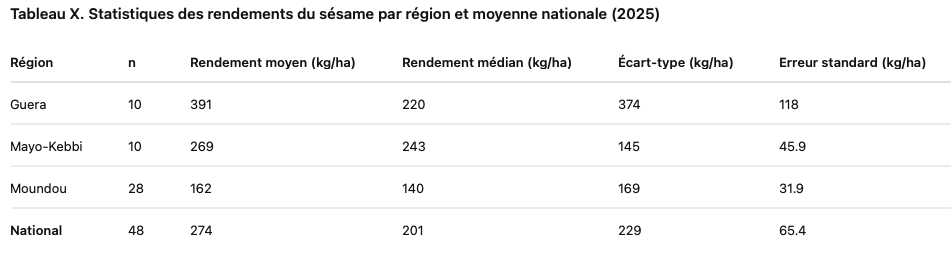 Tableau X. Statistiques des rendements du sésame par région et moyenne nationale (2025)
Région n Rendement moyen (kg/ha) Rendement médian (kg/ha) Écart-type (kg/ha) Erreur standard (kg/ha)
Guera 10 391 220 374 118
Mayo-Kebbi 10 269 243 145 45.9
Moundou 28 162 140 169 31.9
National 48 274 201 229 65.4